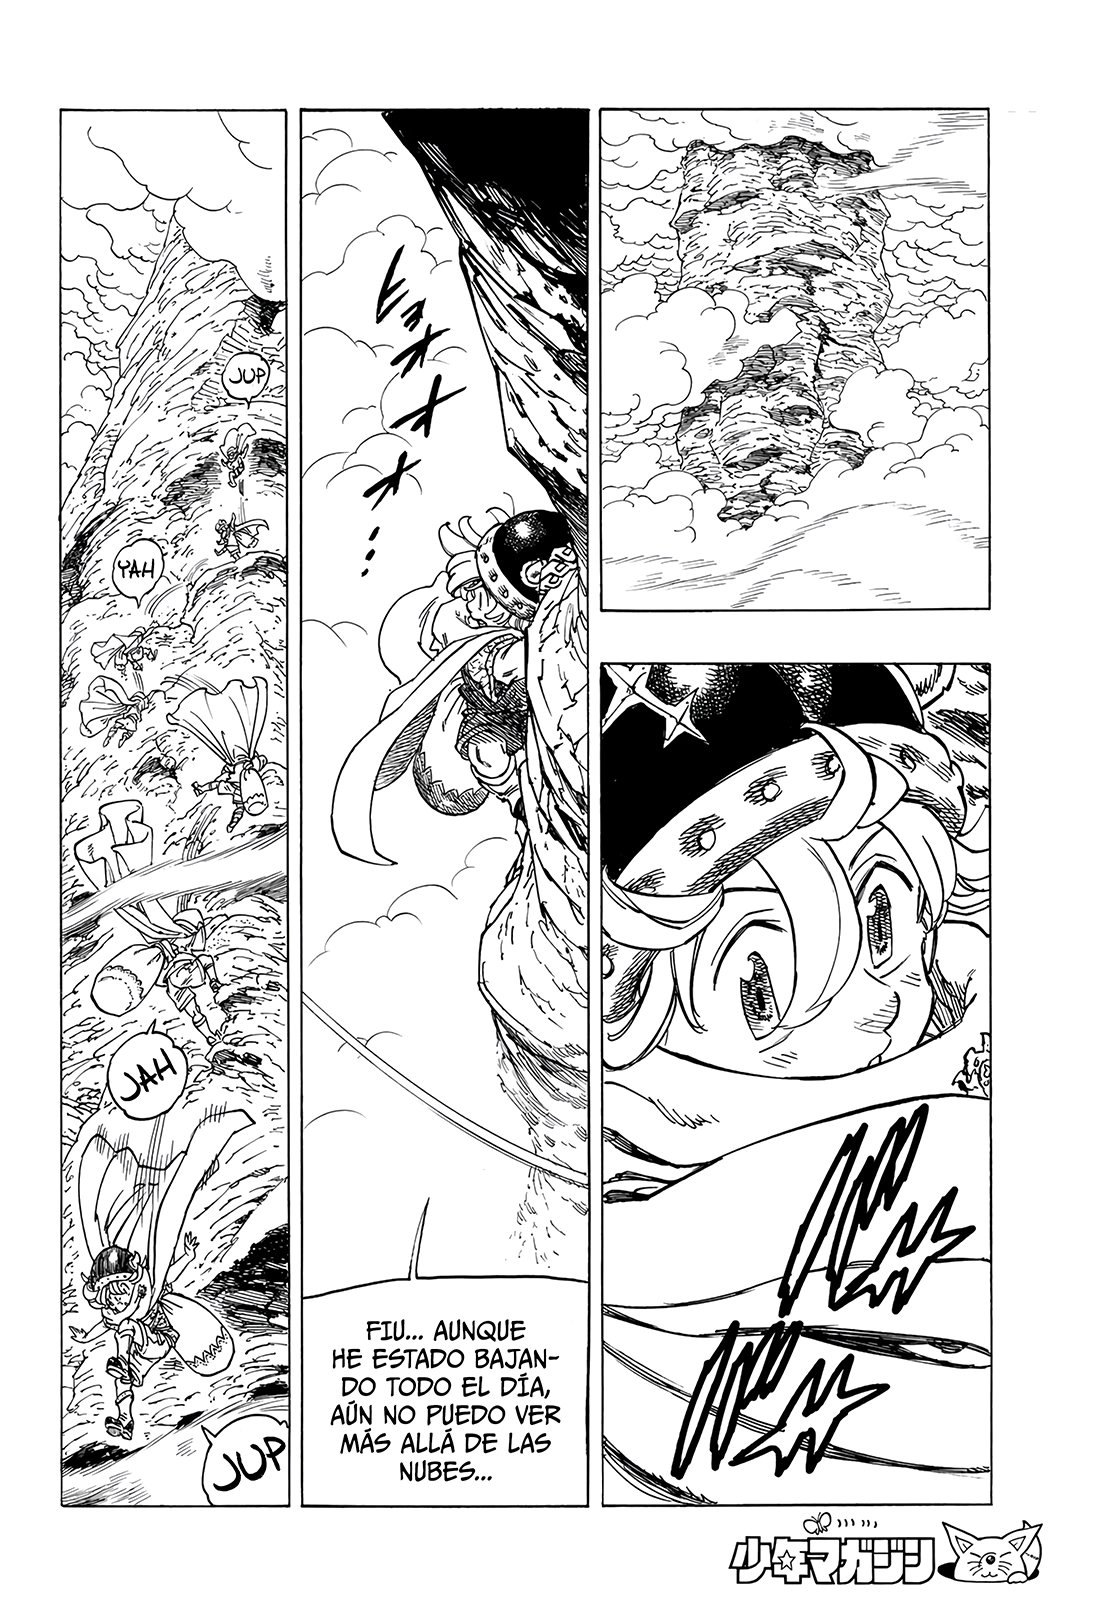 ヒョオオオ…
FIU... AUNQUE
HE ESTADO BAJAN-
DO TODO EL DÍA,
AÚN NO PUEDO VER
MÁS ALLÁ DE LAS
NUBES...
JUP
YAH
JAH
JUP
少年マガジン